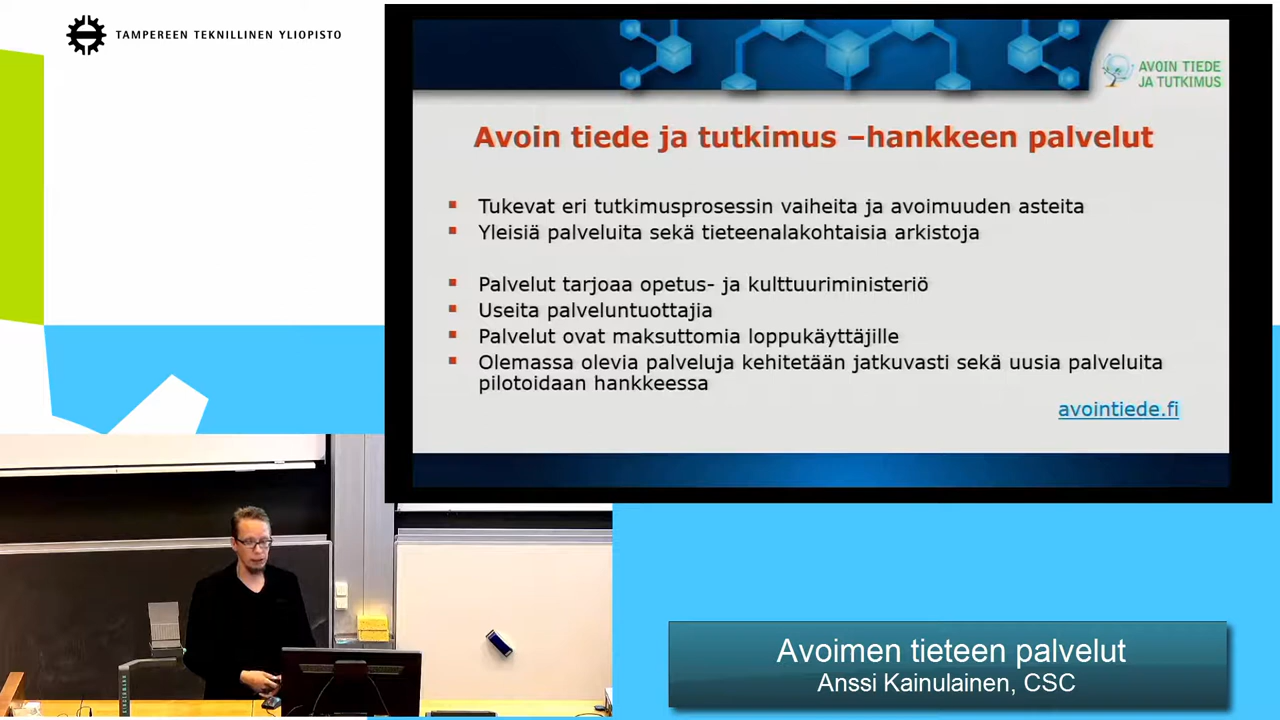 TAMPEREEN TEKNILLINEN YLIOPISTO
AVOIN TIEDE
JA TUTKIMUS
Avoin tiede ja tutkimus –hankkeen palvelut
Tukevat eri tutkimusprosessin vaiheita ja avoimuuden asteita
Yleisiä palveluita sekä tieteenalakohtaisia arkistoja
Palvelut tarjoaa opetus- ja kulttuuriministeriö
Useita palveluntuottajia
Palvelut ovat maksuttomia loppukäyttäjille
Olemassa olevia palveluja kehitetään jatkuvasti sekä uusia palveluita
pilotoidaan hankkeessa
avointiede.fi
Avoimen tieteen palvelut
Anssi Kainulainen, CSC